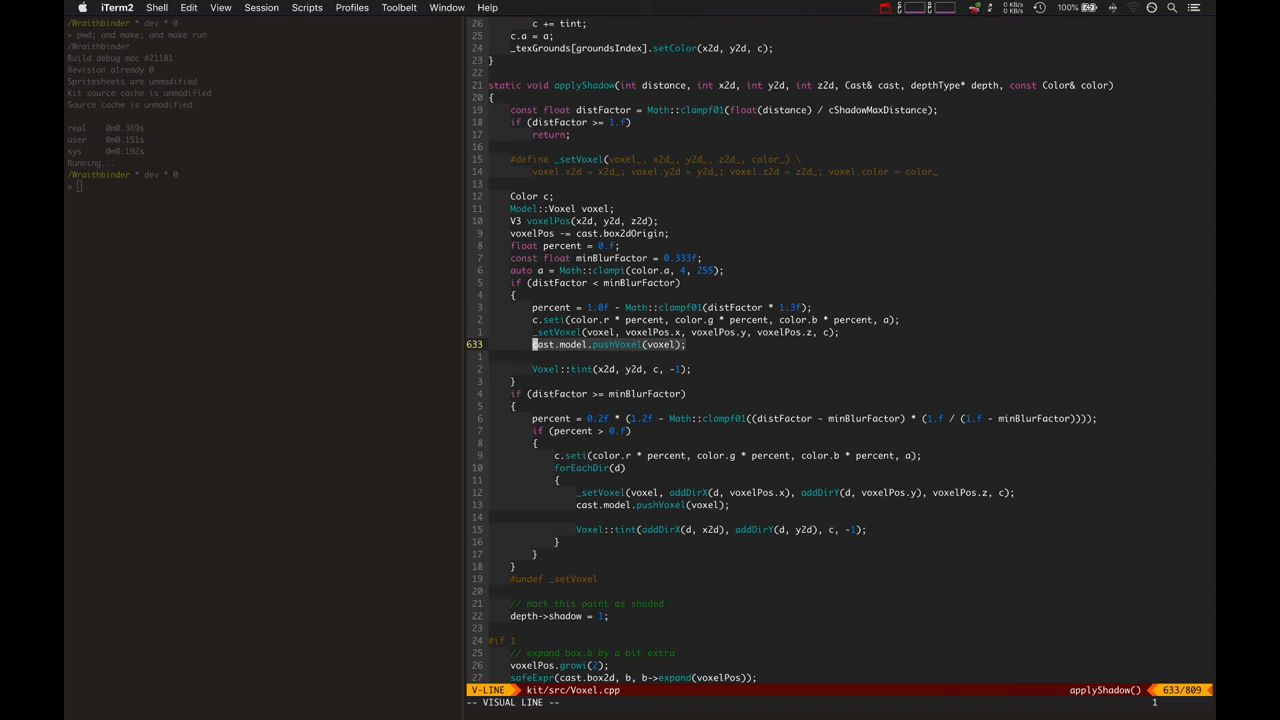 iTerm2 Shell Edit View Session Scripts Profiles Toolbelt Window Help 0 KB/s 0 KB/s 100%
/Wraithbinder * dev * 0
> pwd; and make; and make run
/Wraithbinder
Build debug mac #21181
Revision already 0
Spritesheets are unmodified
Kit source cache is unmodified
Source cache is unmodified
real 0m0.369s
user 0m0.151s
sys 0m0.192s
Running...
/Wraithbinder * dev * 0
>
26 c += tint;
25 c.a = a;
24 _texGrounds[groundsIndex].setColor(x2d, y2d, c);
23 }
22
21 static void applyShadow(int distance, int x2d, int y2d, int z2d, Cast& cast, depthType* depth, const Color& color)
20 {
19 const float distFactor = Math::clampf01(float(distance) / cShadowMaxDistance);
18 if (distFactor >= 1.f)
17 return;
16
15 #define _setVoxel(voxel_, x2d_, y2d_, z2d_, color_) \
14 voxel.x2d = x2d_; voxel.y2d = y2d_; voxel.z2d = z2d_; voxel.color = color_
13
12 Color c;
11 Model::Voxel voxel;
10 V3 voxelPos(x2d, y2d, z2d);
9 voxelPos -= cast.box2dOrigin;
8 float percent = 0.f;
7 const float minBlurFactor = 0.333f;
6 auto a = Math::clampi(color.a, 4, 255);
5 if (distFactor < minBlurFactor)
4 {
3 percent = 1.0f - Math::clampf01(distFactor * 1.3f);
2 c.seti(color.r * percent, color.g * percent, color.b * percent, a);
1 _setVoxel(voxel, voxelPos.x, voxelPos.y, voxelPos.z, c);
633 cast.model.pushVoxel(voxel);
1
2 Voxel::tint(x2d, y2d, c, -1);
3 }
4 if (distFactor >= minBlurFactor)
5 {
6 percent = 0.2f * (1.2f - Math::clampf01((distFactor - minBlurFactor) * (1.f / (1.f - minBlurFactor))));
7 if (percent > 0.f)
8 {
9 c.seti(color.r * percent, color.g * percent, color.b * percent, a);
10 forEachDir(d)
11 {
12 _setVoxel(voxel, addDirX(d, voxelPos.x), addDirY(d, voxelPos.y), voxelPos.z, c);
13 cast.model.pushVoxel(voxel);
14
15 Voxel::tint(addDirX(d, x2d), addDirY(d, y2d), c, -1);
16 }
17 }
18 }
19 #undef _setVoxel
20
21 // mark this point as shaded
22 depth->shadow = 1;
23
24 #if 1
25 // expand box.b by a bit extra
26 voxelPos.growi(2);
27 safeExpr(cast.box2d, b, b->expand(voxelPos));
V-LINE kit/src/Voxel.cpp applyShadow() 633/809
-- VISUAL LINE -- 1